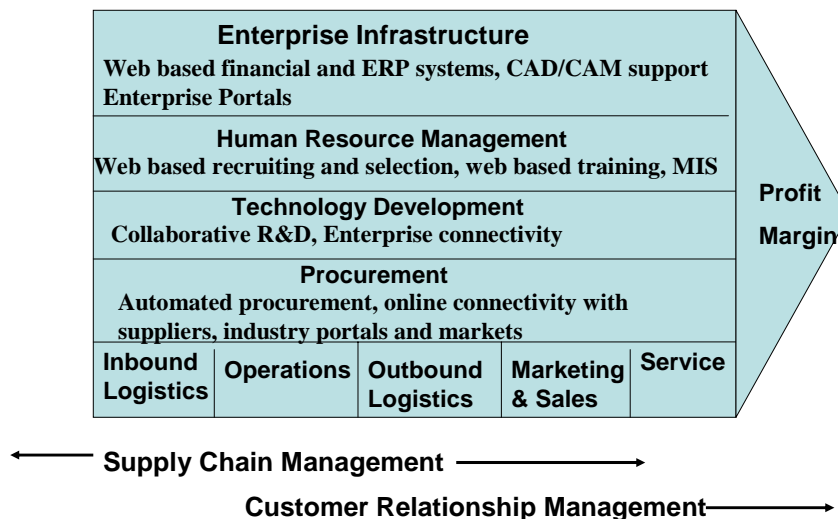 Enterprise Infrastructure
Web based financial and ERP systems, CAD/CAM support
Enterprise Portals
Human Resource Management
Web based recruiting and selection, web based training, MIS
Technology Development
Collaborative R&D, Enterprise connectivity
Procurement
Automated procurement, online connectivity with
suppliers, industry portals and markets
Inbound
Logistics
Operations
Outbound
Logistics
Marketing
& Sales
Service
Profit
Margin
Supply Chain Management
Customer Relationship Management